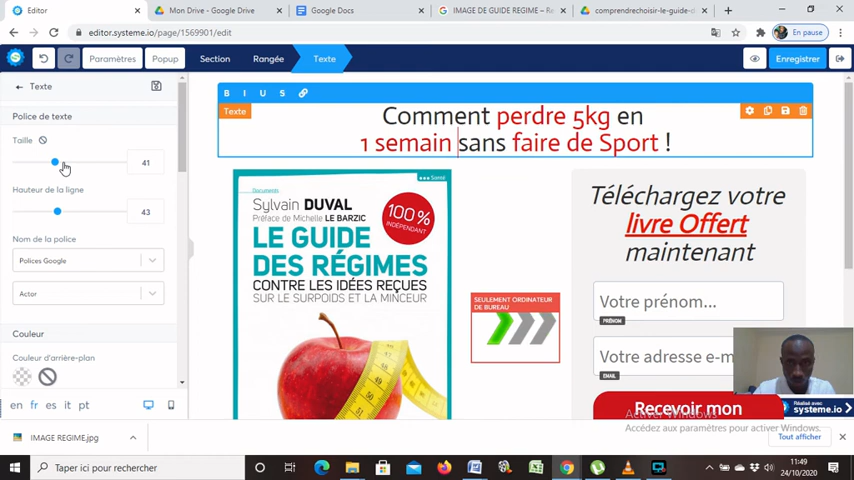 Editor
Mon Drive - Google Drive
Google Docs
IMAGE DE GUIDE REGIME – Re
comprendrechoisir-le-guide-d
editor.systeme.io/page/1569901/edit
En pause
Paramètres
Popup
Section
Rangée
Texte
Enregistrer
Texte
Police de texte
Taille
41
Hauteur de la ligne
43
Nom de la police
Polices Google
Actor
Couleur
Couleur d'arrière-plan
en fr es it pt
B I U S
Texte
Comment perdre 5kg en
1 semain sans faire de Sport !
Documents
Santé
Sylvain DUVAL
Préface de Michelle LE BARZIC
100 %
INDÉPENDANT
LE GUIDE
DES RÉGIMES
CONTRE LES IDÉES REÇUES
SUR LE SURPOIDS ET LA MINCEUR
SEULEMENT ORDINATEUR
DE BUREAU
Téléchargez votre
livre Offert
maintenant
Votre prénom...
PRÉNOM
Votre adresse e-m
EMAIL
Recevoir mon
Réalisé avec
systeme.io
Activer Windows
Accédez aux paramètres pour activer Windows.
IMAGE REGIME.jpg
Tout afficher
Taper ici pour rechercher
11:49
24/10/2020